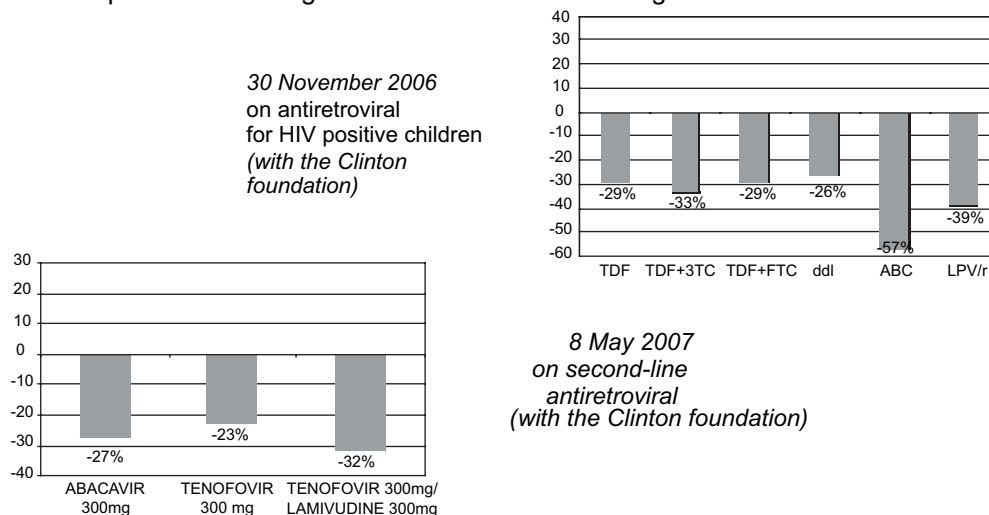 30 November 2006
on antiretroviral
for HIV positive children
(with the Clinton
foundation)
40
30
20
10
0
-10
-20
-30
-40
-50
-60
-29%
-33%
-29%
-26%
-57%
-39%
TDF TDF+3TC TDF+FTC ddI ABC LPV/r
30
20
10
0
-10
-20
-30
-40
-27%
-23%
-32%
ABACAVIR TENOFOVIR TENOFOVIR 300mg/
300mg 300 mg LAMIVUDINE 300mg
8 May 2007
on second-line
antiretroviral
(with the Clinton foundation)